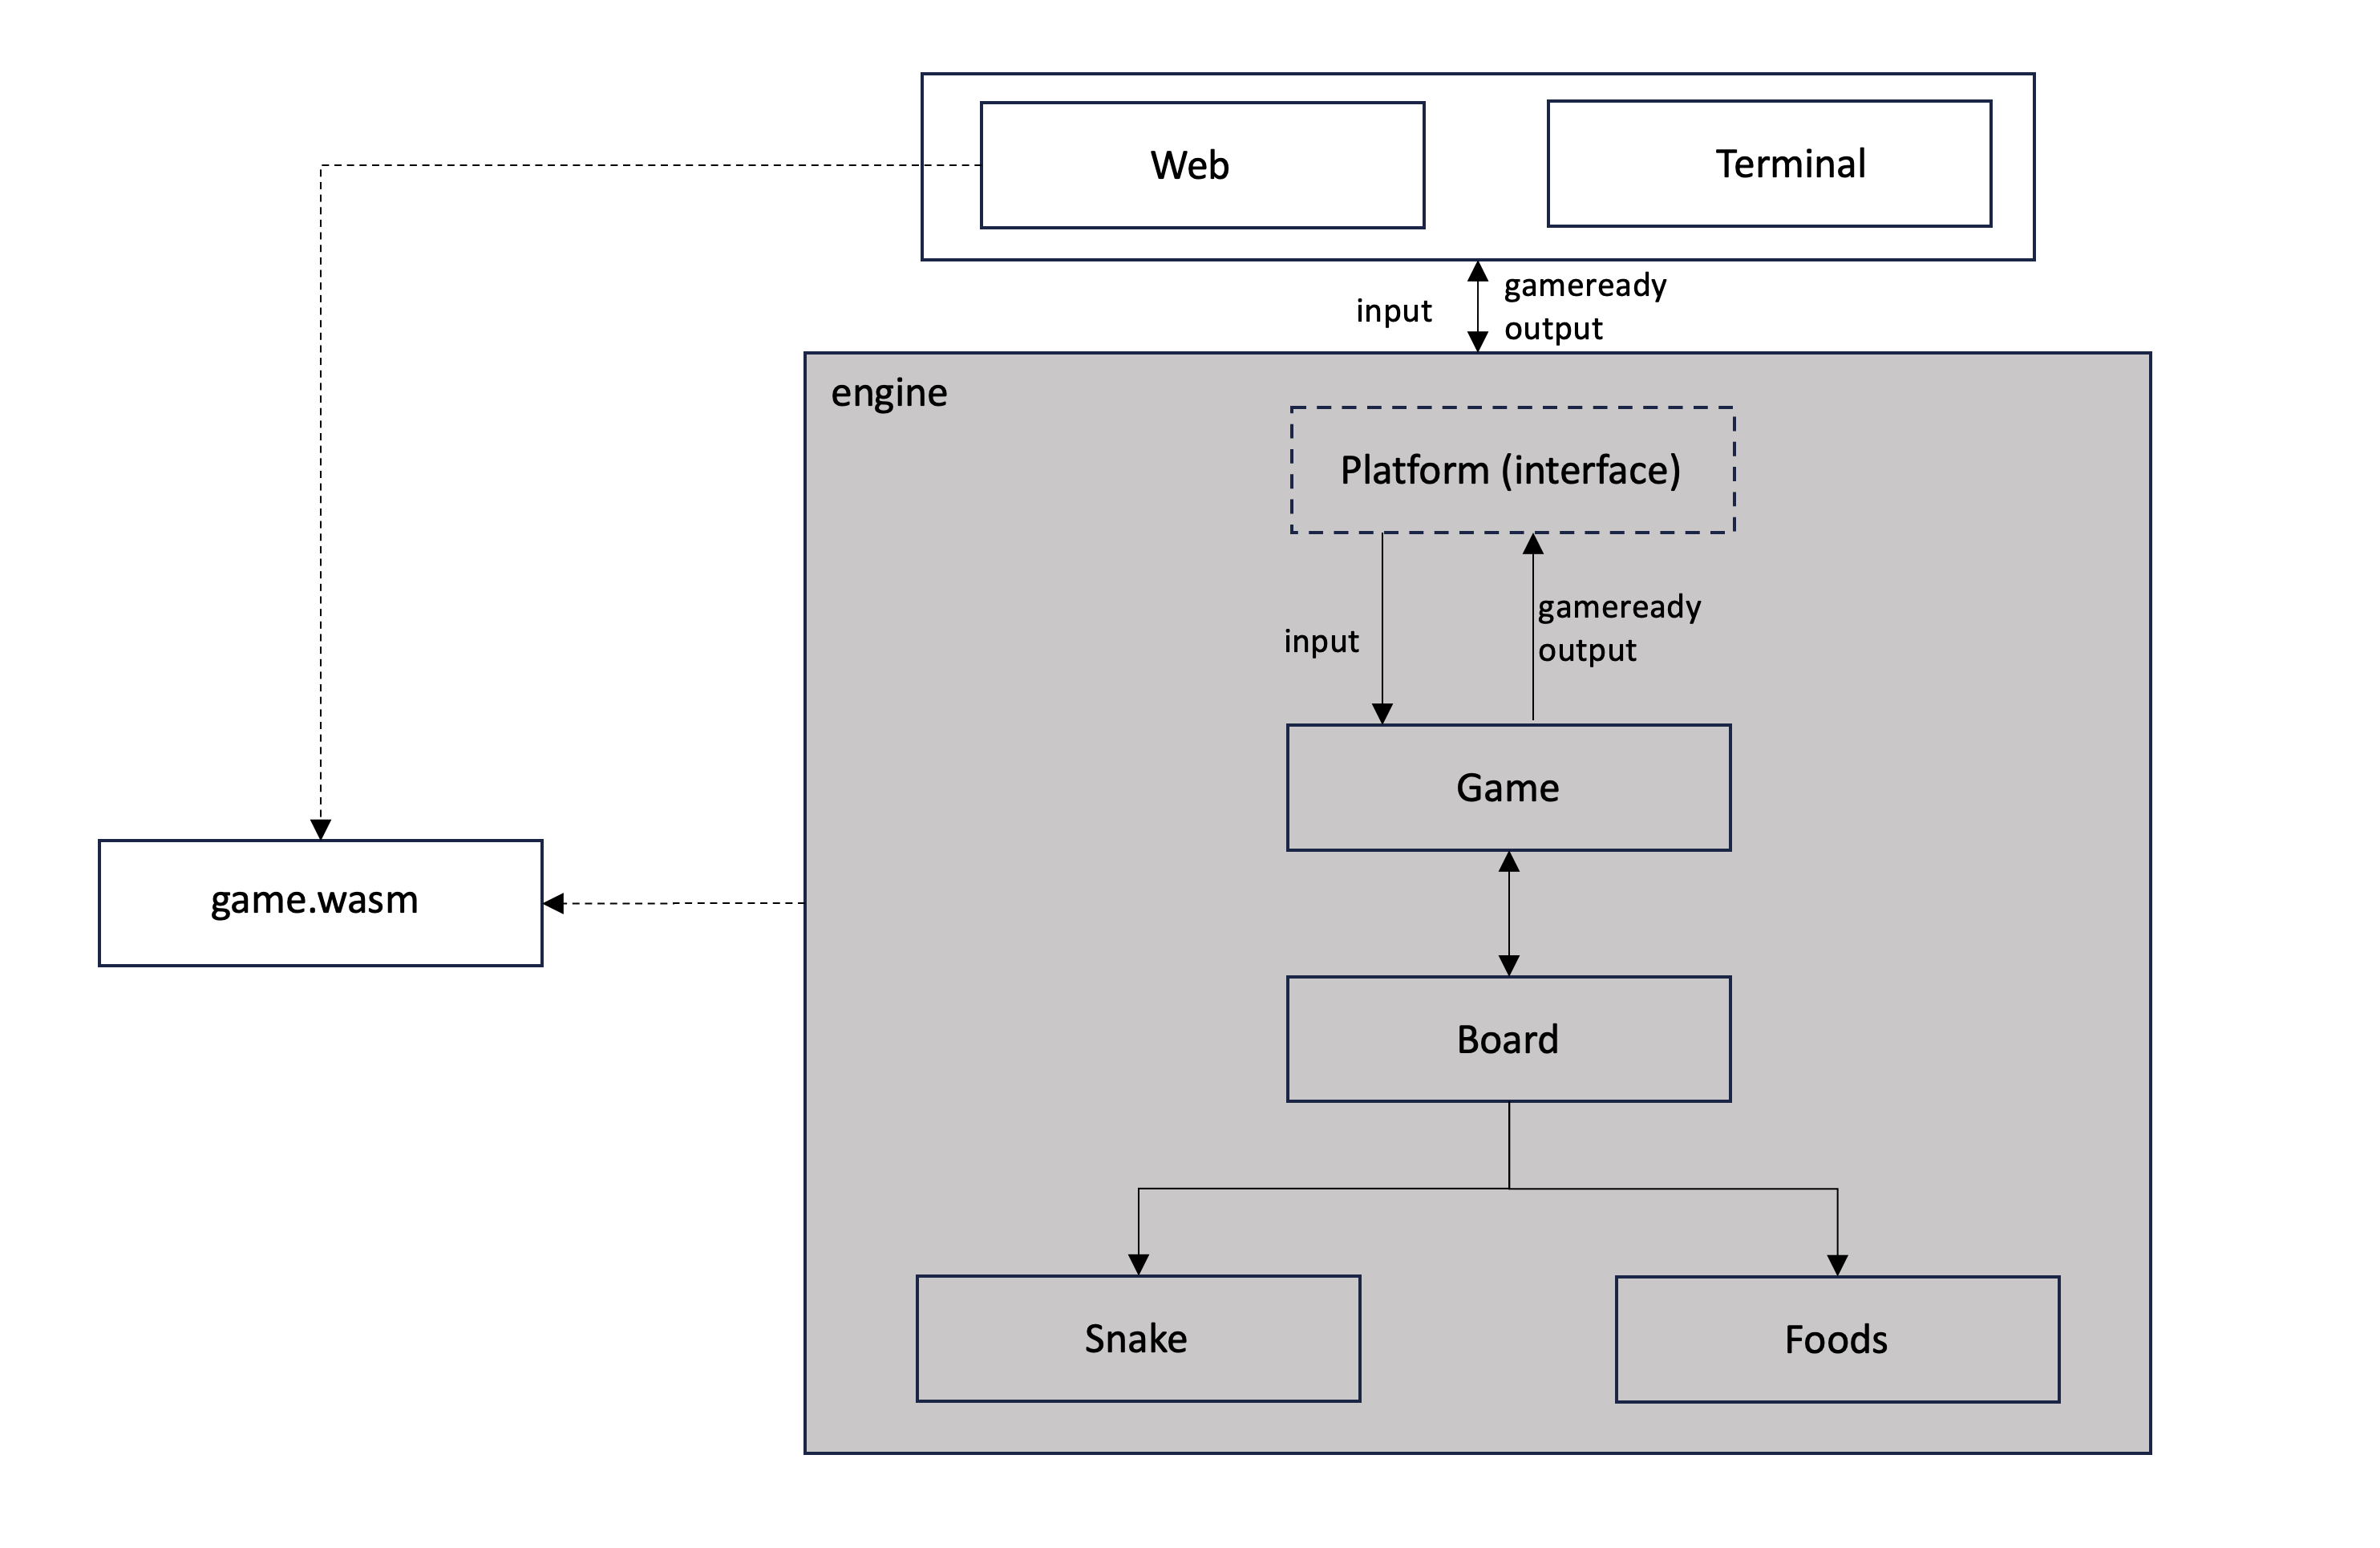 Web
Terminal
input
gameready
output
engine
Platform (interface)
input
gameready
output
Game
game.wasm
Board
Snake
Foods